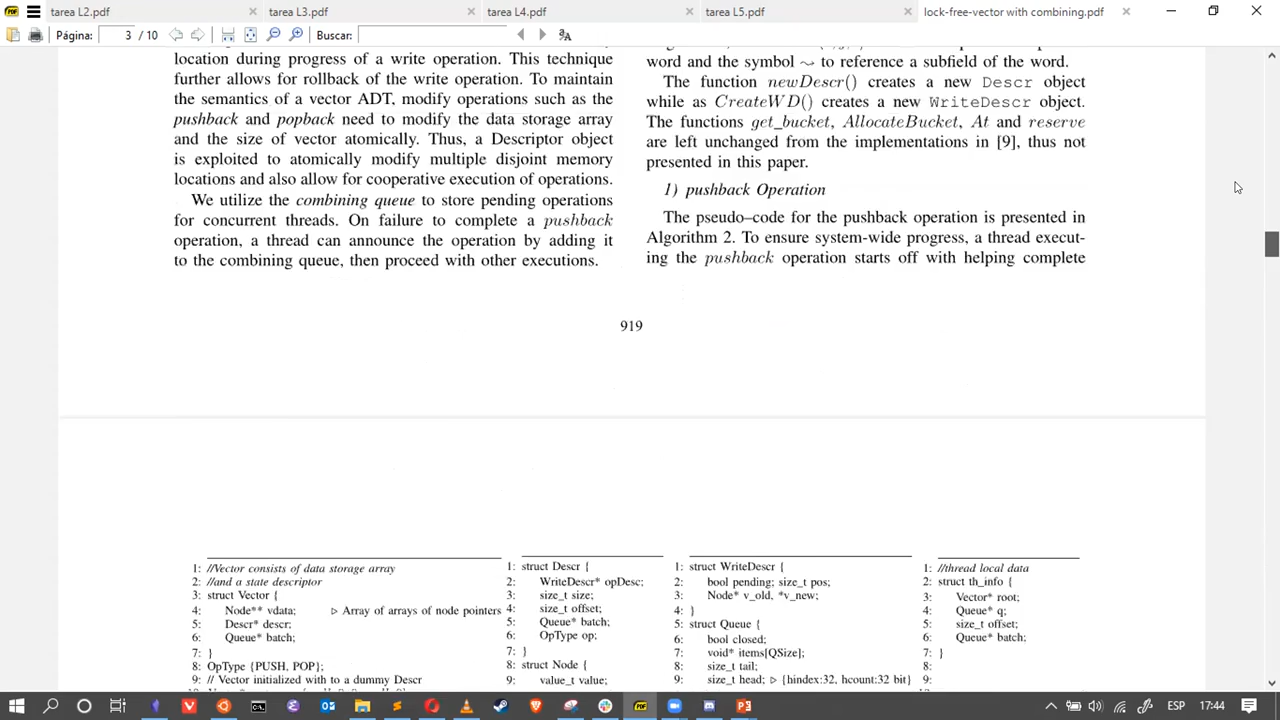 tarea L2.pdf
tarea L3.pdf
tarea L4.pdf
tarea L5.pdf
lock-free-vector with combining.pdf
Página:
3 / 10
Buscar:
location during progress of a write operation. This technique
further allows for rollback of the write operation. To maintain
the semantics of a vector ADT, modify operations such as the
pushback and popback need to modify the data storage array
and the size of vector atomically. Thus, a Descriptor object
is exploited to atomically modify multiple disjoint memory
locations and also allow for cooperative execution of operations.
We utilize the combining queue to store pending operations
for concurrent threads. On failure to complete a pushback
operation, a thread can announce the operation by adding it
to the combining queue, then proceed with other executions.
word and the symbol ⤳ to reference a subfield of the word.
The function newDescr() creates a new Descr object
while as CreateWD() creates a new WriteDescr object.
The functions get_bucket, AllocateBucket, At and reserve
are left unchanged from the implementations in [9], thus not
presented in this paper.
1) pushback Operation
The pseudo–code for the pushback operation is presented in
Algorithm 2. To ensure system-wide progress, a thread execut-
ing the pushback operation starts off with helping complete
919
1: //Vector consists of data storage array
2: //and a state descriptor
3: struct Vector {
4: Node** vdata; ▷ Array of arrays of node pointers
5: Descr* descr;
6: Queue* batch;
7: }
8: OpType {PUSH, POP};
9: // Vector initialized with to a dummy Descr
1: struct Descr {
2: WriteDescr* opDesc;
3: size_t size;
4: size_t offset;
5: Queue* batch;
6: OpType op;
7: }
8: struct Node {
9: value_t value;
1: struct WriteDescr {
2: bool pending; size_t pos;
3: Node* v_old, *v_new;
4: }
5: struct Queue {
6: bool closed;
7: void* items[QSize];
8: size_t tail;
9: size_t head; ▷ {hindex:32, hcount:32 bit}
1: //thread local data
2: struct th_info {
3: Vector* root;
4: Queue* q;
5: size_t offset;
6: Queue* batch;
7: }
8:
9:
ESP
17:44